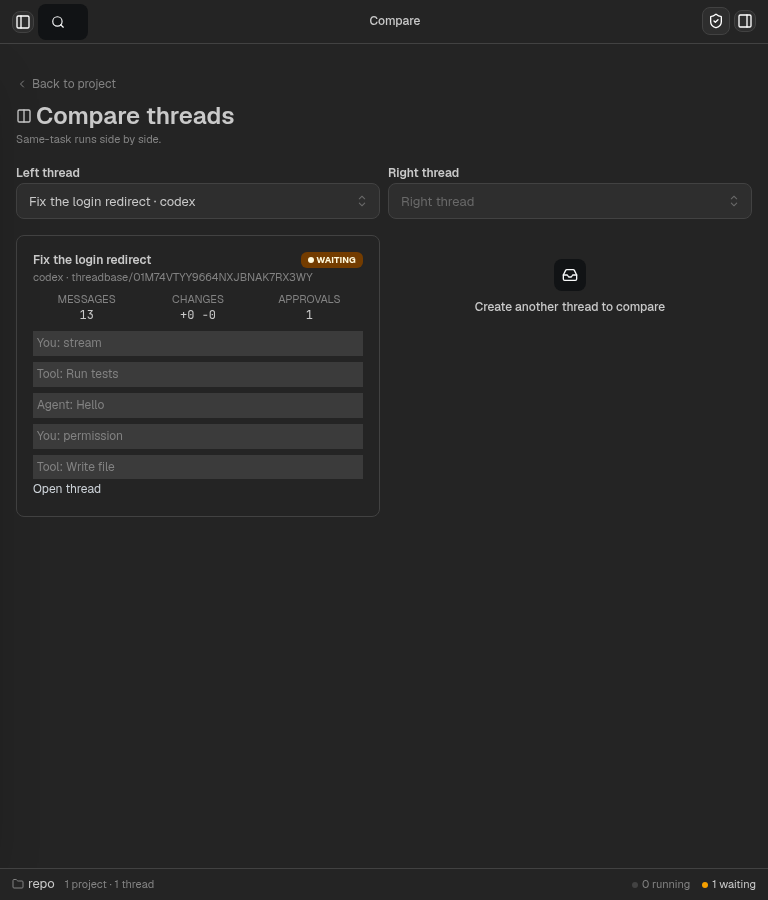 Compare
Back to project
Compare threads
Same-task runs side by side.
Left thread
Fix the login redirect · codex
Right thread
Right thread
Fix the login redirect
WAITING
codex · threadbase/01M74VTYY9664NXJBNAK7RX3WY
MESSAGES
13
CHANGES
+0 -0
APPROVALS
1
You: stream
Tool: Run tests
Agent: Hello
You: permission
Tool: Write file
Open thread
Create another thread to compare
repo
1 project · 1 thread
0 running
1 waiting